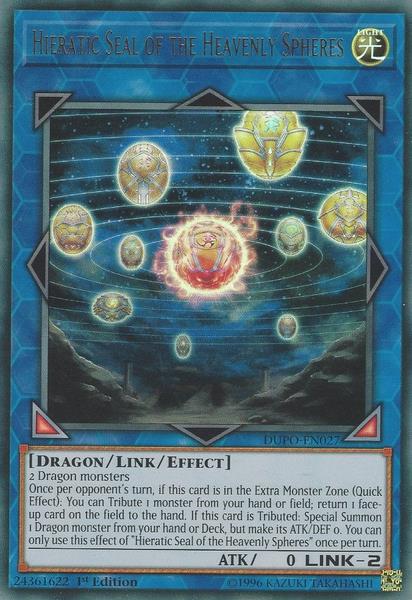 HIERATIC SEAL OF THE HEAVENLY SPHERES
LIGHT
光
DUPO-EN027
[DRAGON/LINK/EFFECT]
2 Dragon monsters
Once per opponent's turn, if this card is in the Extra Monster Zone (Quick
Effect): You can Tribute 1 monster from your hand or field; return 1 face-
up card on the field to the hand. If this card is Tributed: Special Summon
1 Dragon monster from your hand or Deck, but make its ATK/DEF 0. You can
only use this effect of "Hieratic Seal of the Heavenly Spheres" once per turn.
ATK/ 0 LINK-2
24361622 1st Edition ©1996 KAZUKI TAKAHASHI